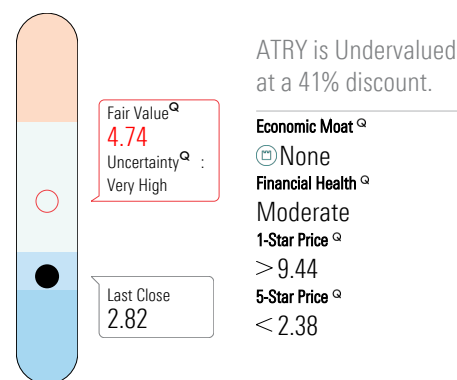 ATRY is Undervalued
at a 41% discount.
Fair Value Q
4.74
Uncertainty Q :
Very High
Last Close
2.82
Economic Moat Q
None
Financial Health Q
Moderate
1-Star Price Q
>9.44
5-Star Price Q
<2.38